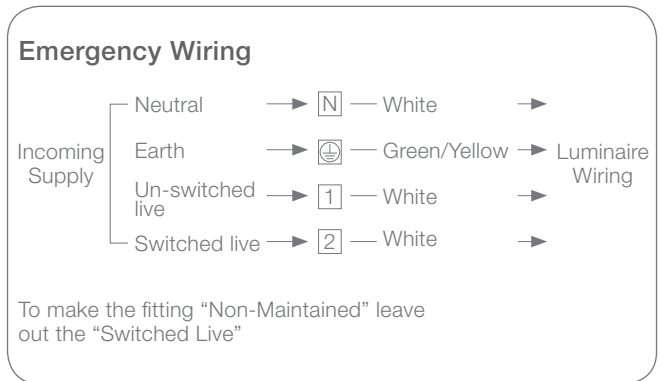 Emergency Wiring
Neutral N White
Incoming Supply
Earth Green/Yellow
Luminaire Wiring
Un-switched live 1 White
Switched live 2 White
To make the fitting “Non-Maintained” leave
out the “Switched Live”